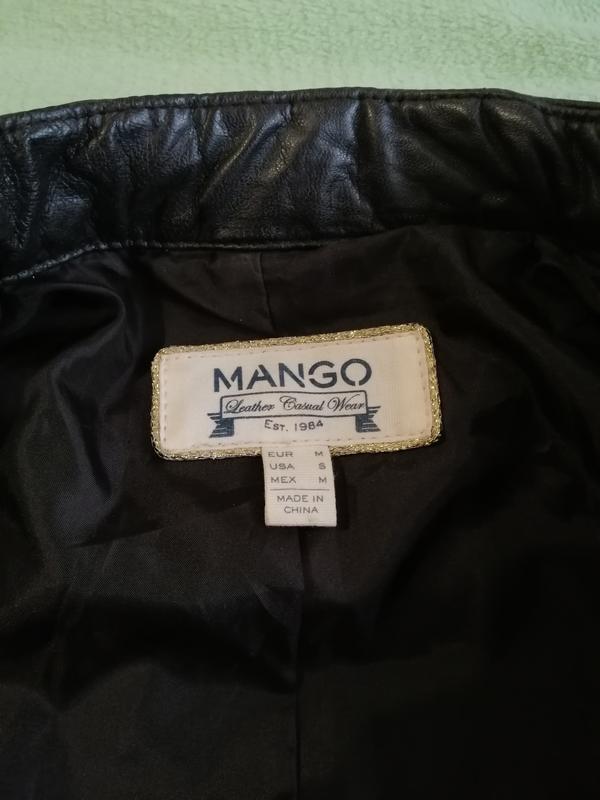 MANGO
Leather Casual Wear
EST. 1984
EUR M
USA S
MEX M
MADE IN
CHINA